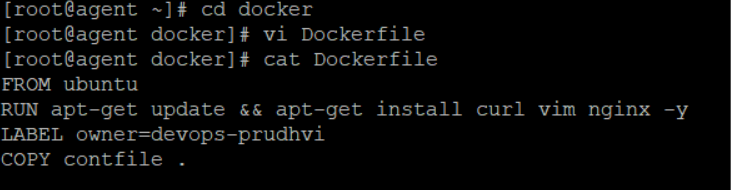 [root@agent ~]# cd docker
[root@agent docker]# vi Dockerfile
[root@agent docker]# cat Dockerfile
FROM ubuntu
RUN apt-get update && apt-get install curl vim nginx -y
LABEL owner=devops-prudhvi
COPY contfile .